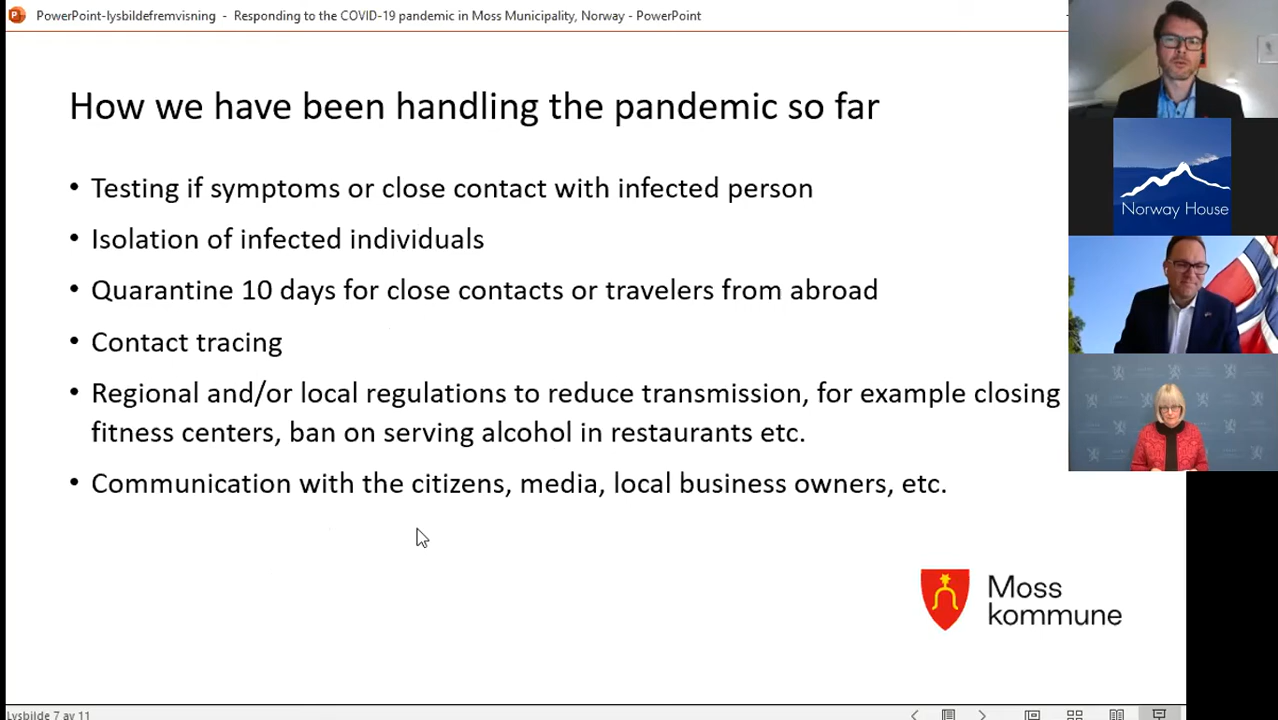 PowerPoint-lysbildefremvisning - Responding to the COVID-19 pandemic in Moss Municipality, Norway - PowerPoint
How we have been handling the pandemic so far
• Testing if symptoms or close contact with infected person
• Isolation of infected individuals
• Quarantine 10 days for close contacts or travelers from abroad
• Contact tracing
• Regional and/or local regulations to reduce transmission, for example closing
fitness centers, ban on serving alcohol in restaurants etc.
• Communication with the citizens, media, local business owners, etc.
Norway House
Moss
kommune
Lysbilde 7 av 11